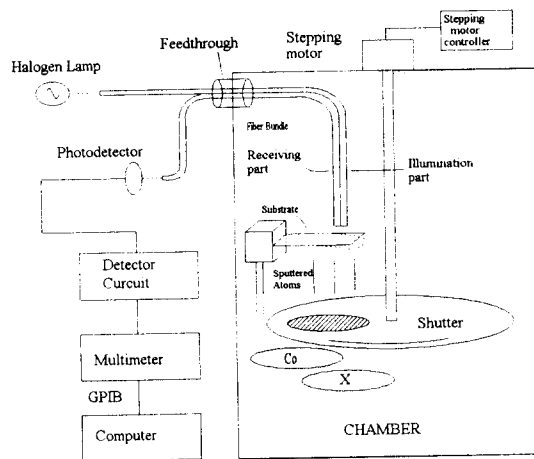 Stepping
motor
controller
Feedthrough
Stepping
motor
Halogen Lamp
Fiber Bundle
Photodetector
Receiving
part
Illumination
part
Substrate
Sputtered
Atoms
Detector
Curcuit
Shutter
Multimeter
Co
X
GPIB
Computer
CHAMBER